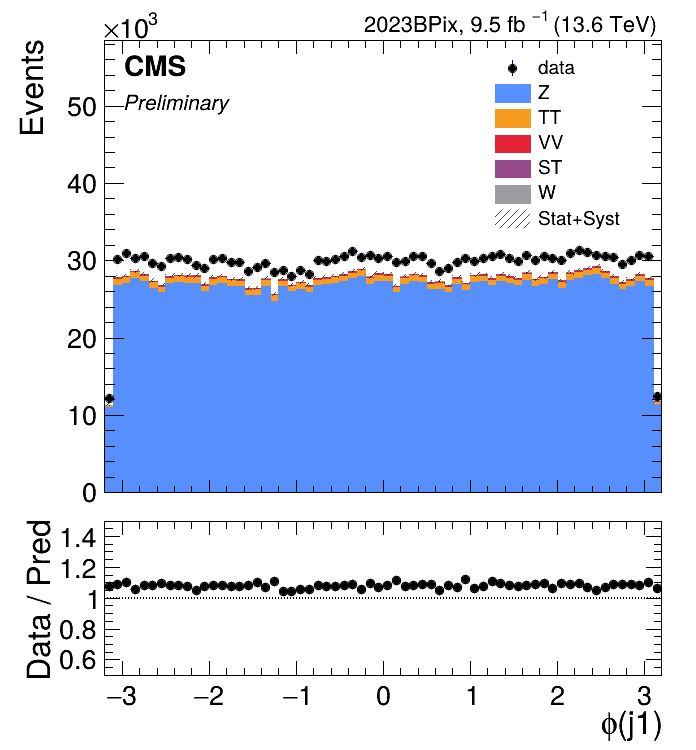 ×10³
2023BPix, 9.5 fb ⁻¹ (13.6 TeV)
CMS
Preliminary
Events
data
Z
TT
VV
ST
W
Stat+Syst
50
40
30
20
10
0
Data / Pred
1.4
1.2
1
0.8
0.6
−3 −2 −1 0 1 2 3
ϕ(j1)